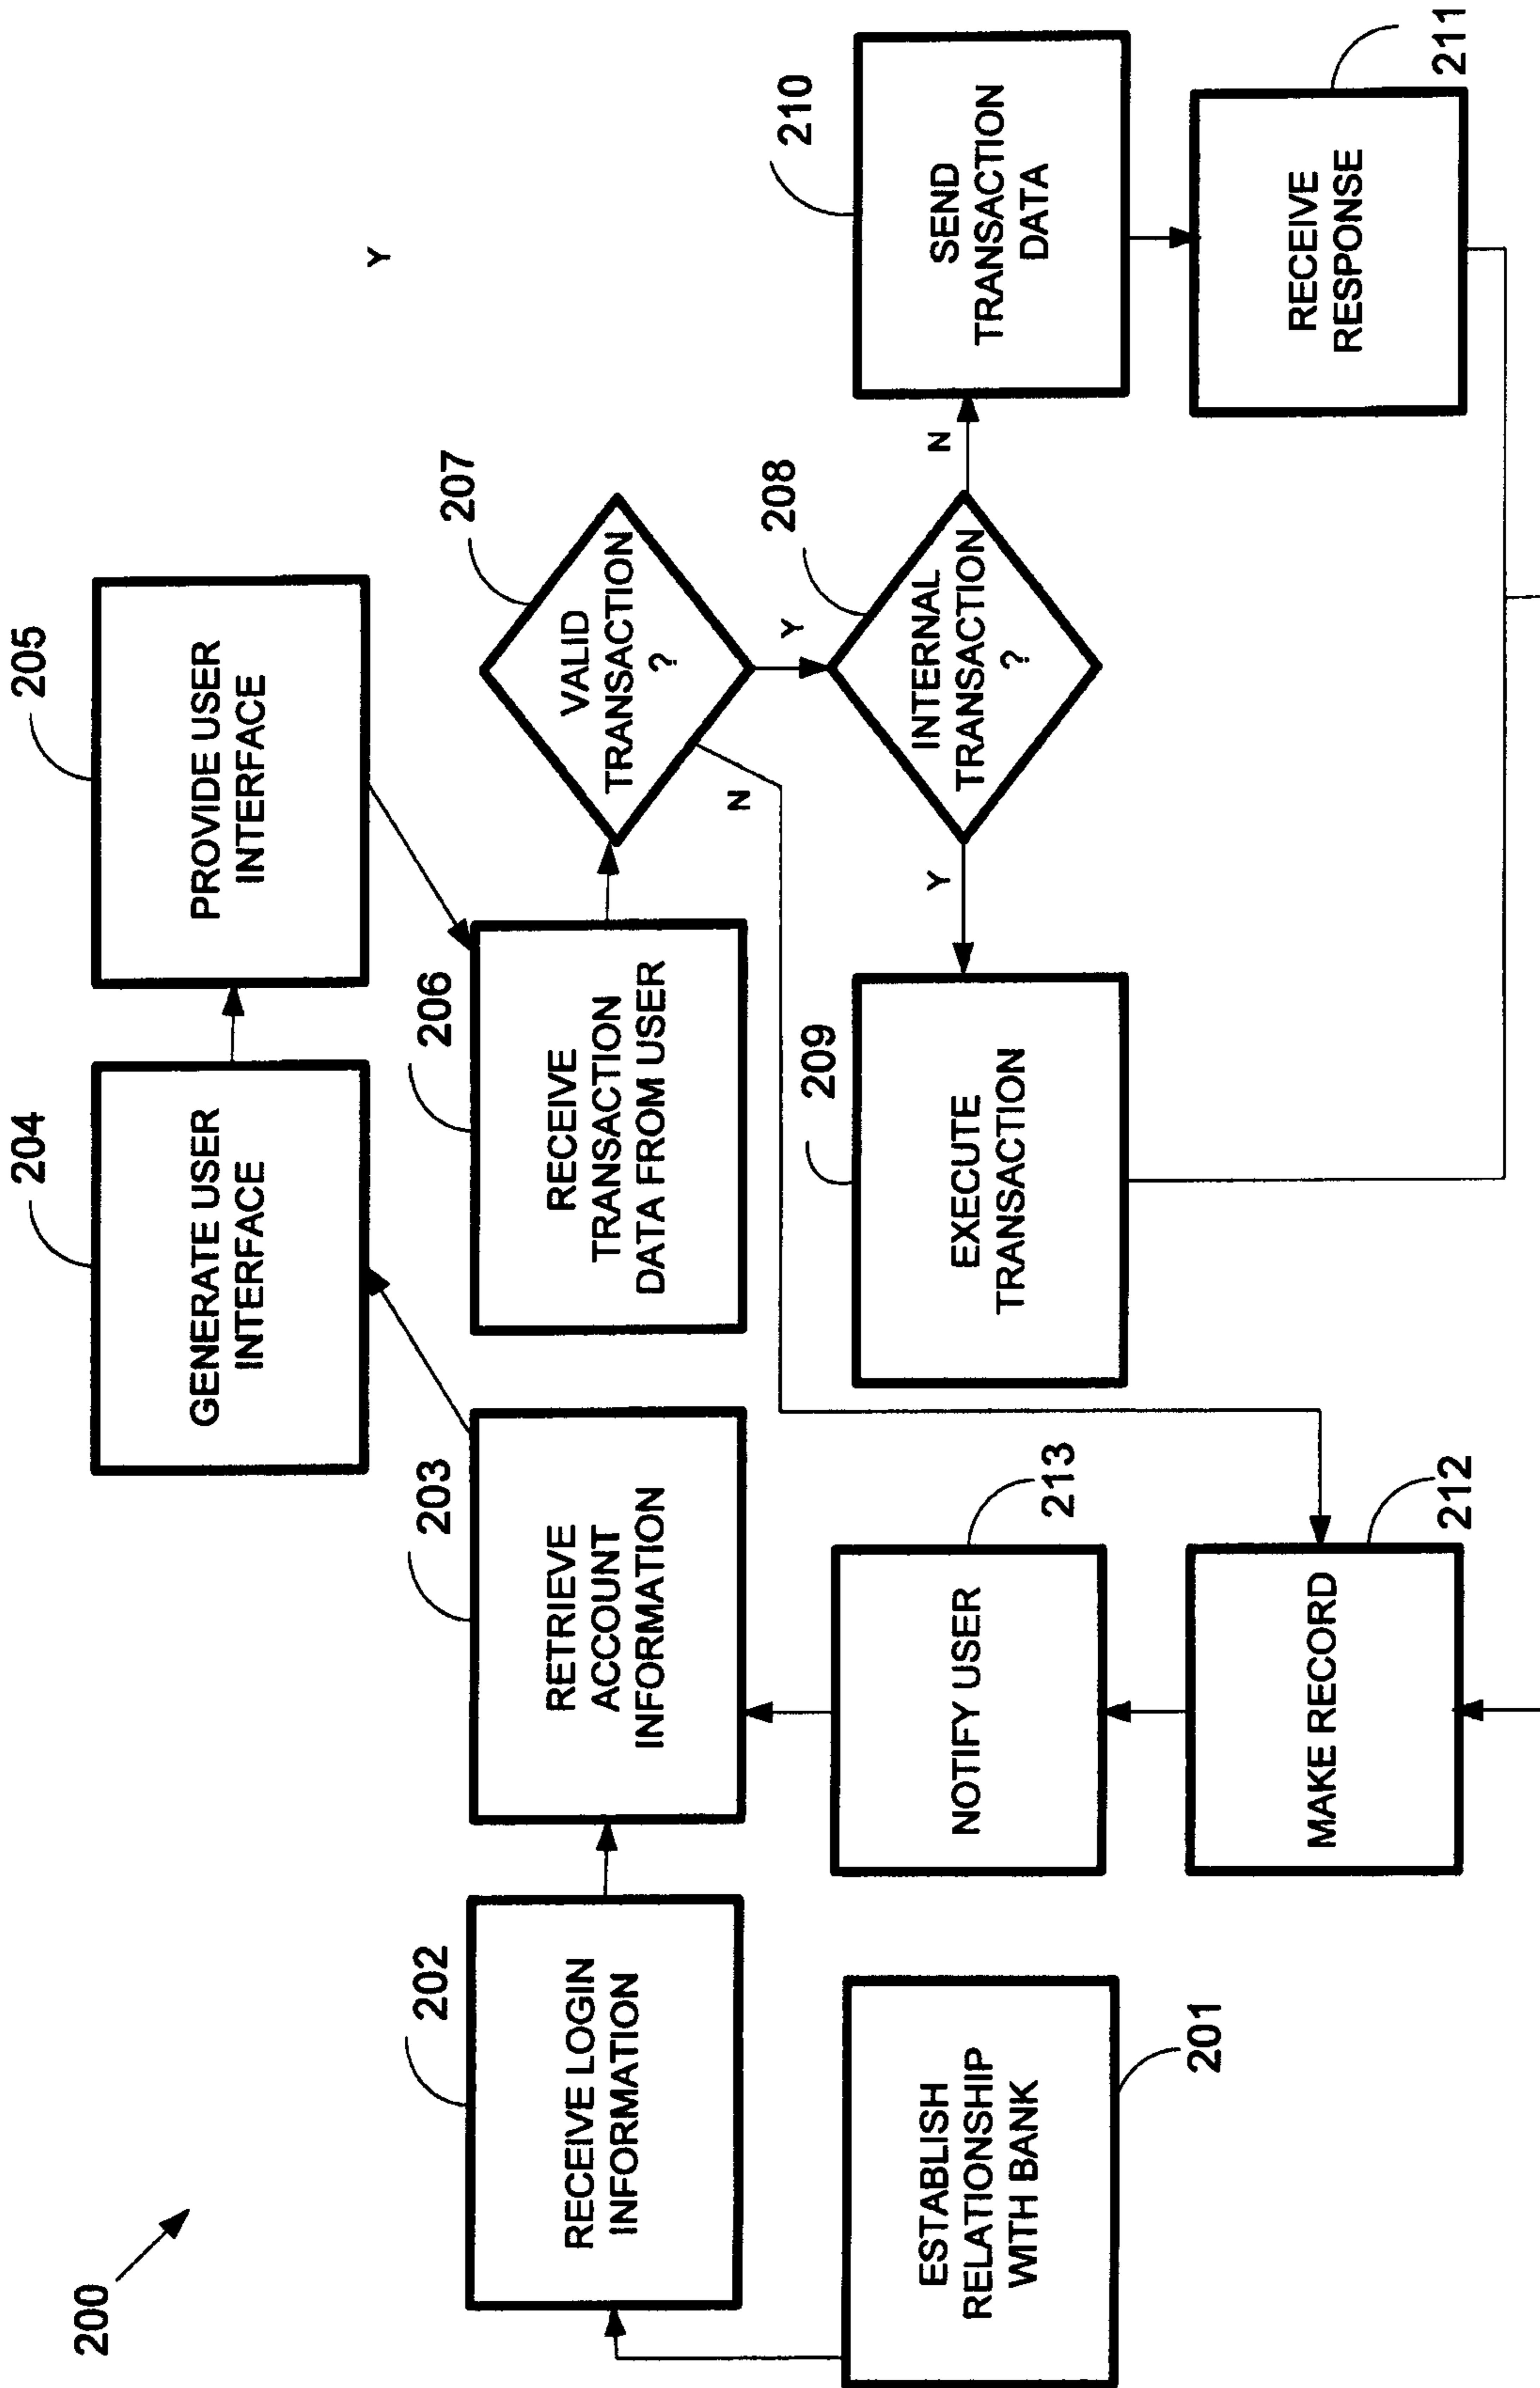 200
201
ESTABLISH
RELATIONSHIP
WITH BANK
202
RECEIVE LOGIN
INFORMATION
203
RETRIEVE
ACCOUNT
INFORMATION
204
GENERATE USER
INTERFACE
205
PROVIDE USER
INTERFACE
206
RECEIVE
TRANSACTION
DATA FROM USER
207
VALID
TRANSACTION
?
N
Y
Y
208
INTERNAL
TRANSACTION
?
Y
N
209
EXECUTE
TRANSACTION
210
SEND
TRANSACTION
DATA
211
RECEIVE
RESPONSE
212
MAKE RECORD
213
NOTIFY USER